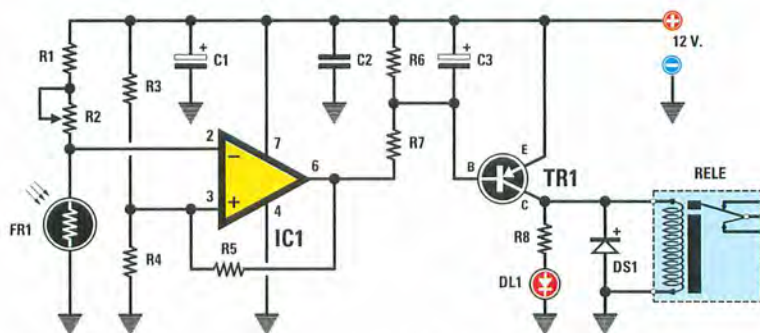 R1
R2
R3
C1
C2
R6
C3
R7
12 V.
2
7
6
3
4
FR1
R4
R5
IC1
B
E
C
TR1
R8
DL1
DS1
RELE